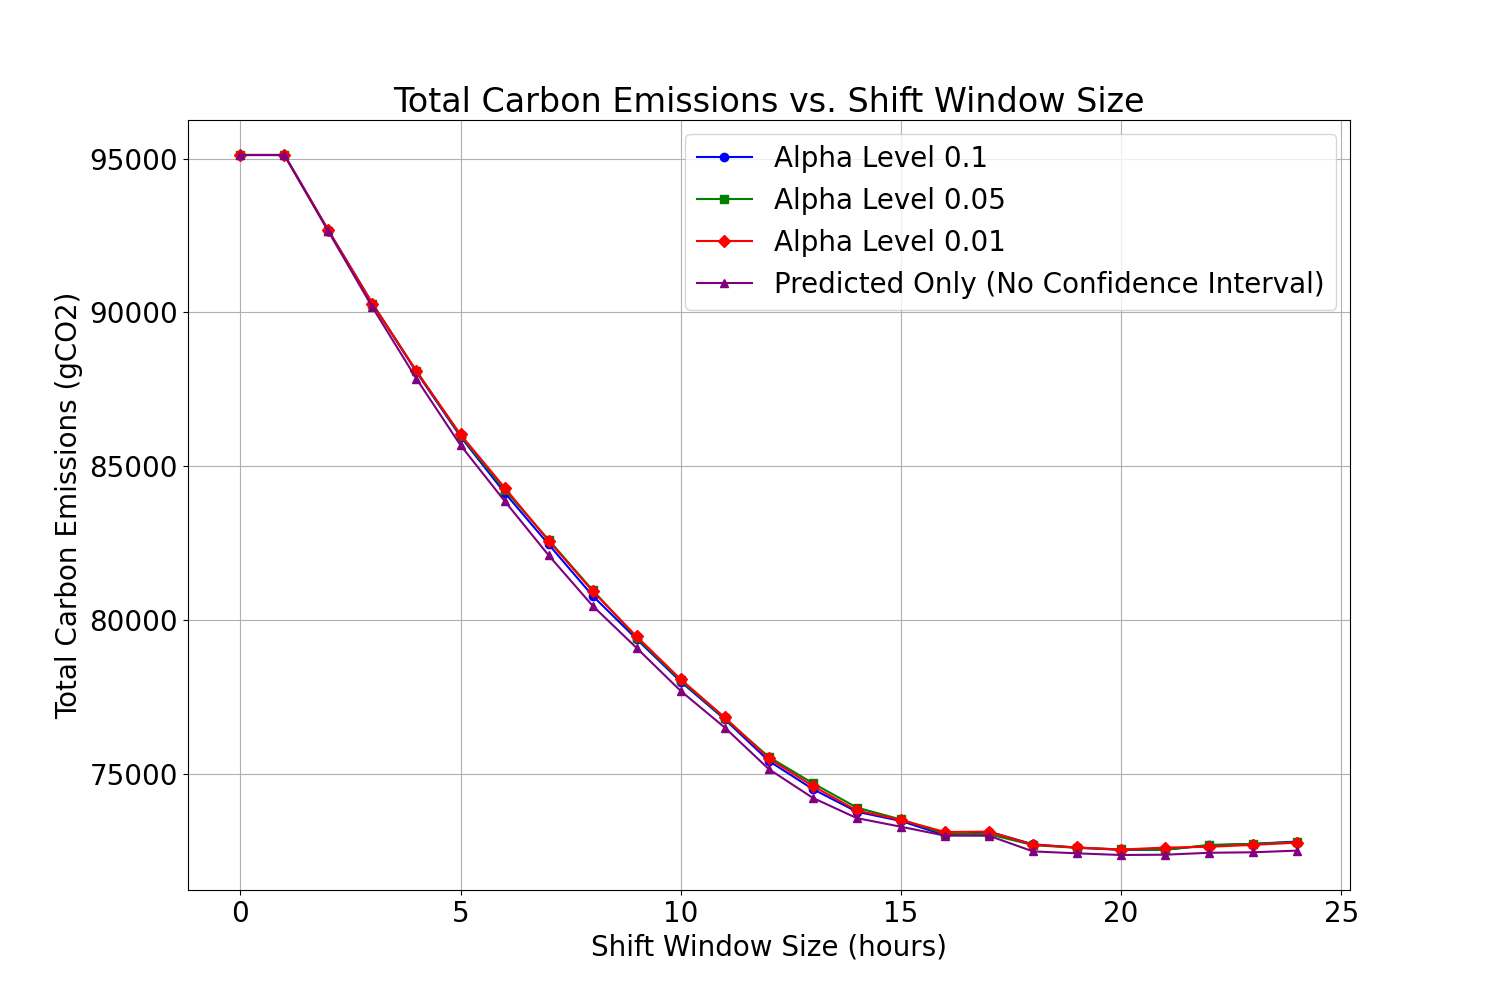 Total Carbon Emissions vs. Shift Window Size
Total Carbon Emissions (gCO2)
95000
90000
85000
80000
75000
Alpha Level 0.1
Alpha Level 0.05
Alpha Level 0.01
Predicted Only (No Confidence Interval)
0 5 10 15 20 25
Shift Window Size (hours)